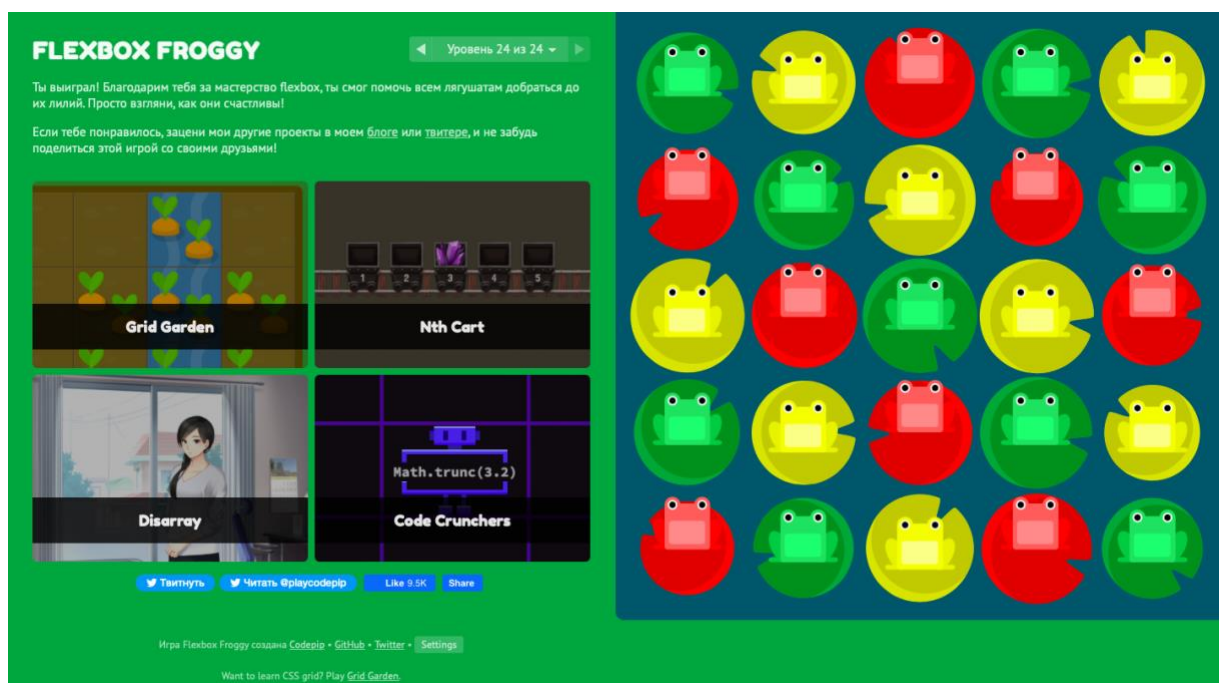 FLEXBOX FROGGY
Уровень 24 из 24
Ты выиграл! Благодарим тебя за мастерство flexbox, ты смог помочь всем лягушатам добраться до
их лилий. Просто взгляни, как они счастливы!
Если тебе понравилось, зацени мои другие проекты в моем блоге или твитере, и не забудь
поделиться этой игрой со своими друзьями!
1 2 3 4 5
Grid Garden
Nth Cart
Math.trunc(3.2)
Disarray
Code Crunchers
Твитнуть Читать @playcodepip Like 9.5K Share
Игра Flexbox Froggy создана Codepip • GitHub • Twitter • Settings
Want to learn CSS grid? Play Grid Garden.